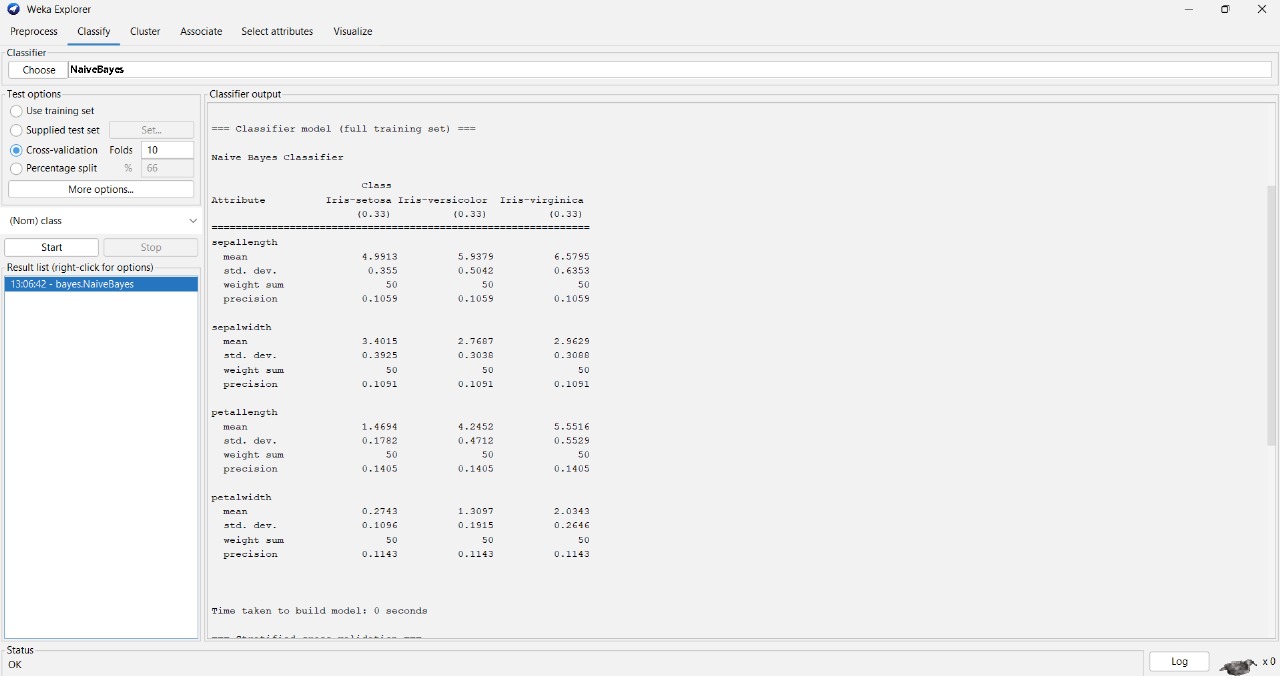 Weka Explorer
Preprocess Classify Cluster Associate Select attributes Visualize
Classifier
Choose NaiveBayes
Test options
Use training set
Supplied test set Set...
Cross-validation Folds 10
Percentage split % 66
More options...
(Nom) class
Start Stop
Result list (right-click for options)
13:06:42 - bayes.NaiveBayes
Classifier output
=== Classifier model (full training set) ===
Naive Bayes Classifier
Class
Attribute Iris-setosa Iris-versicolor Iris-virginica
(0.33) (0.33) (0.33)
===============================================================
sepallength
mean 4.9913 5.9379 6.5795
std. dev. 0.355 0.5042 0.6353
weight sum 50 50 50
precision 0.1059 0.1059 0.1059
sepalwidth
mean 3.4015 2.7687 2.9629
std. dev. 0.3925 0.3038 0.3088
weight sum 50 50 50
precision 0.1091 0.1091 0.1091
petallength
mean 1.4694 4.2452 5.5516
std. dev. 0.1782 0.4712 0.5529
weight sum 50 50 50
precision 0.1405 0.1405 0.1405
petalwidth
mean 0.2743 1.3097 2.0343
std. dev. 0.1096 0.1915 0.2646
weight sum 50 50 50
precision 0.1143 0.1143 0.1143
Time taken to build model: 0 seconds
=== Stratified cross-validation ===
Status
OK
Log x 0